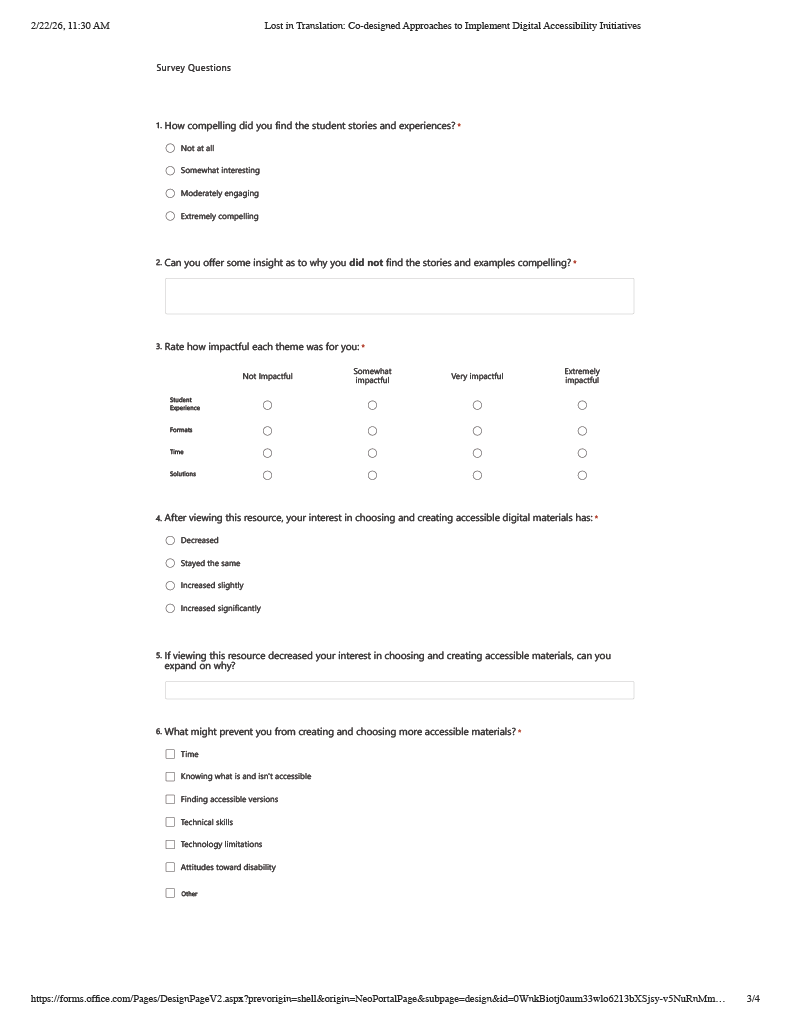 2/22/26, 11:30 AM Lost in Translation: Co-designed Approaches to Implement Digital Accessibility Initiatives
Survey Questions
1. How compelling did you find the student stories and experiences? *
Not at all
Somewhat interesting
Moderately engaging
Extremely compelling
2. Can you offer some insight as to why you did not find the stories and examples compelling? *
3. Rate how impactful each theme was for you: *
Not Impactful Somewhat impactful Very impactful Extremely impactful
Student Experience
Formats
Time
Solutions
4. After viewing this resource, your interest in choosing and creating accessible digital materials has: *
Decreased
Stayed the same
Increased slightly
Increased significantly
5. If viewing this resource decreased your interest in choosing and creating accessible materials, can you
expand on why?
6. What might prevent you from creating and choosing more accessible materials? *
Time
Knowing what is and isn't accessible
Finding accessible versions
Technical skills
Technology limitations
Attitudes toward disability
Other
https://forms.office.com/Pages/DesignPageV2.aspx?prevorigin=shell&origin=NeoPortalPage&subpage=design&id=0WnkBiotj0aum33wlo6213bXSjsy-v5NuRnMm... 3/4